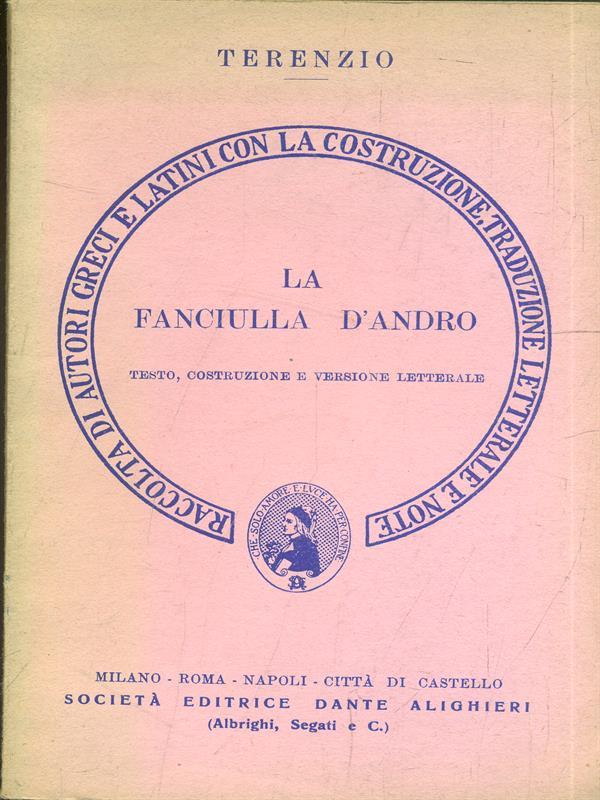 TERENZIO
RACCOLTA DI AUTORI GRECI E LATINI CON LA COSTRUZIONE, TRADUZIONE LETTERALE E NOTE
LA
FANCIULLA D'ANDRO
TESTO, COSTRUZIONE E VERSIONE LETTERALE
CHE SOLO AMORE E LUCE HA PER CONFINE
MILANO - ROMA - NAPOLI - CITTÀ DI CASTELLO
SOCIETÀ EDITRICE DANTE ALIGHIERI
(Albrighi, Segati e C.)